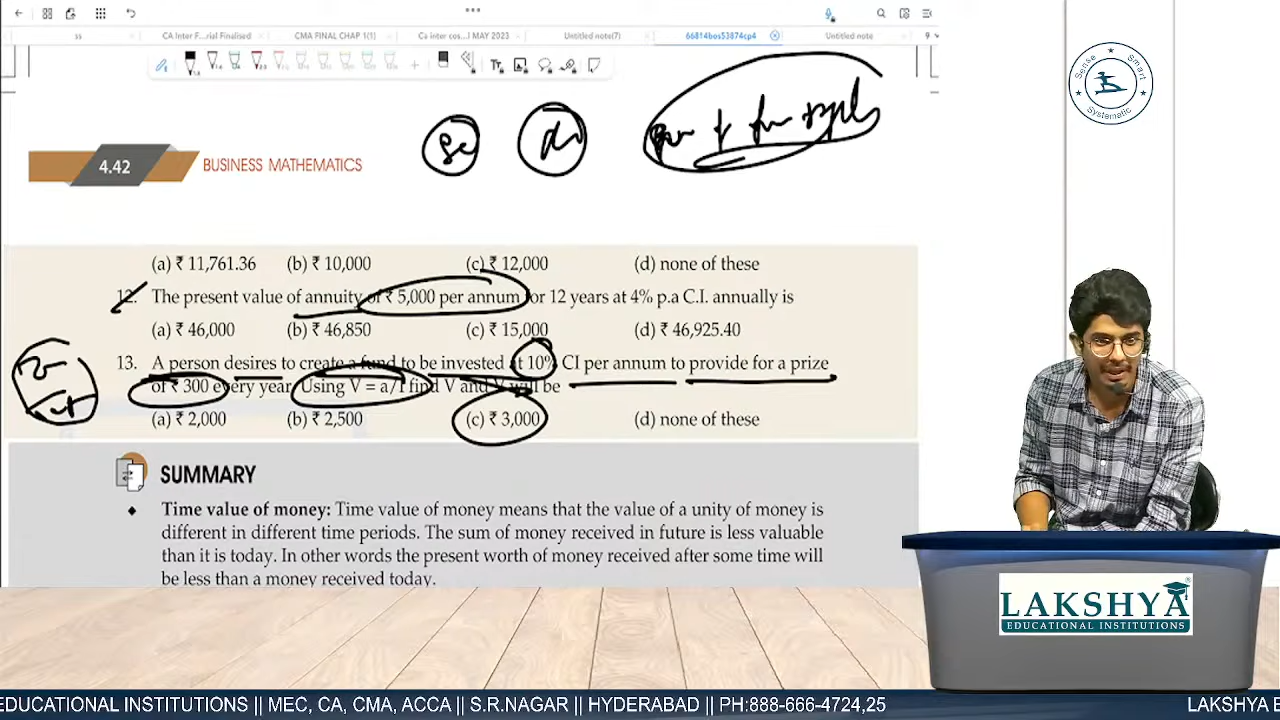 ss CA Inter F...rial Finalised CMA FINAL CHAP 1(1) Ca inter cos...l MAY 2023 Untitled note(7) 66814bos53874cp4 Untitled note 9
4.42 BUSINESS MATHEMATICS
Sense Smart Systematic
(a) ₹ 11,761.36 (b) ₹ 10,000 (c) ₹ 12,000 (d) none of these
12. The present value of annuity of ₹ 5,000 per annum for 12 years at 4% p.a C.I. annually is
(a) ₹ 46,000 (b) ₹ 46,850 (c) ₹ 15,000 (d) ₹ 46,925.40
13. A person desires to create a fund to be invested at 10% CI per annum to provide for a prize
of ₹ 300 every year. Using V = a/I find V and V will be
(a) ₹ 2,000 (b) ₹ 2,500 (c) ₹ 3,000 (d) none of these
SUMMARY
♦ Time value of money: Time value of money means that the value of a unity of money is
different in different time periods. The sum of money received in future is less valuable
than it is today. In other words the present worth of money received after some time will
be less than a money received today.
LAKSHYA
EDUCATIONAL INSTITUTIONS
EDUCATIONAL INSTITUTIONS || MEC, CA, CMA, ACCA || S.R.NAGAR || HYDERABAD || PH:888-666-4724,25 LAKSHYA E